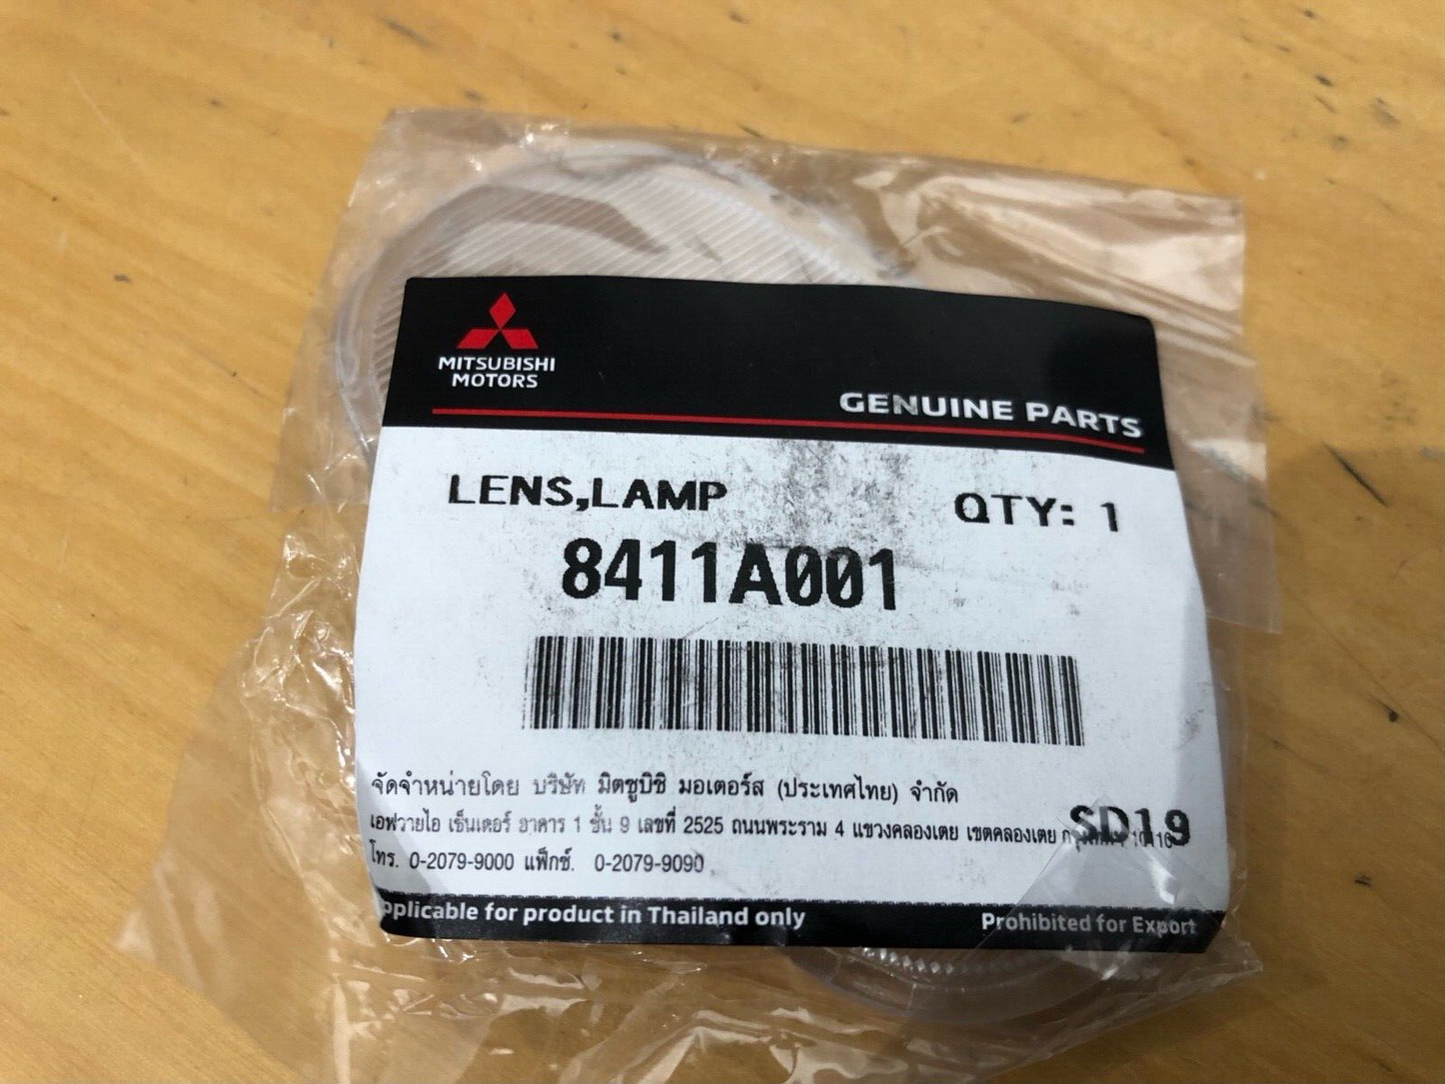 MITSUBISHI
MOTORS
GENUINE PARTS
LENS,LAMP QTY: 1
8411A001
จัดจำหน่ายโดย บริษัท มิตซูบิชิ มอเตอร์ส (ประเทศไทย) จำกัด
เอฟวายไอ เซ็นเตอร์ อาคาร 1 ชั้น 9 เลขที่ 2525 ถนนพระราม 4 แขวงคลองเตย เขตคลองเตย
SD19
โทร. 0-2079-9000 แฟ็กซ์. 0-2079-9090
pplicable for product in Thailand only Prohibited for Export